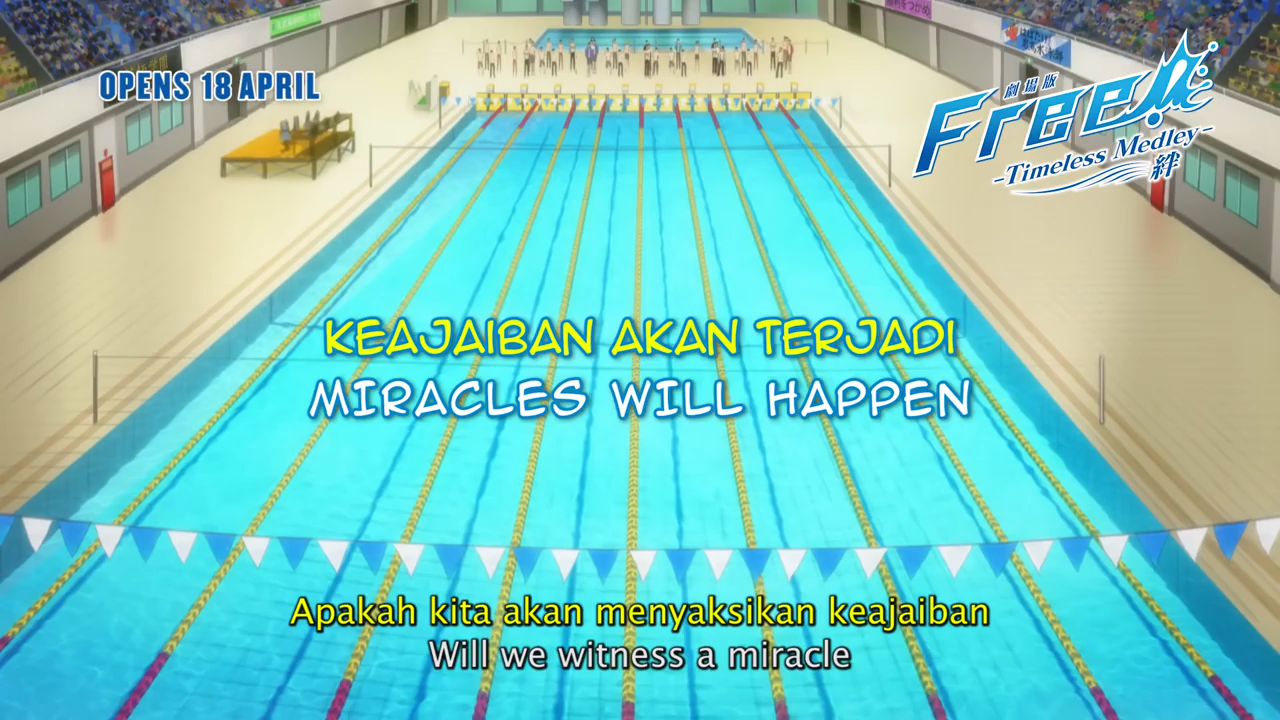 OPENS 18 APRIL
劇場版
Free!
-Timeless Medley-
絆
KEAJAIBAN AKAN TERJADI
MIRACLES WILL HAPPEN
Apakah kita akan menyaksikan keajaiban
Will we witness a miracle